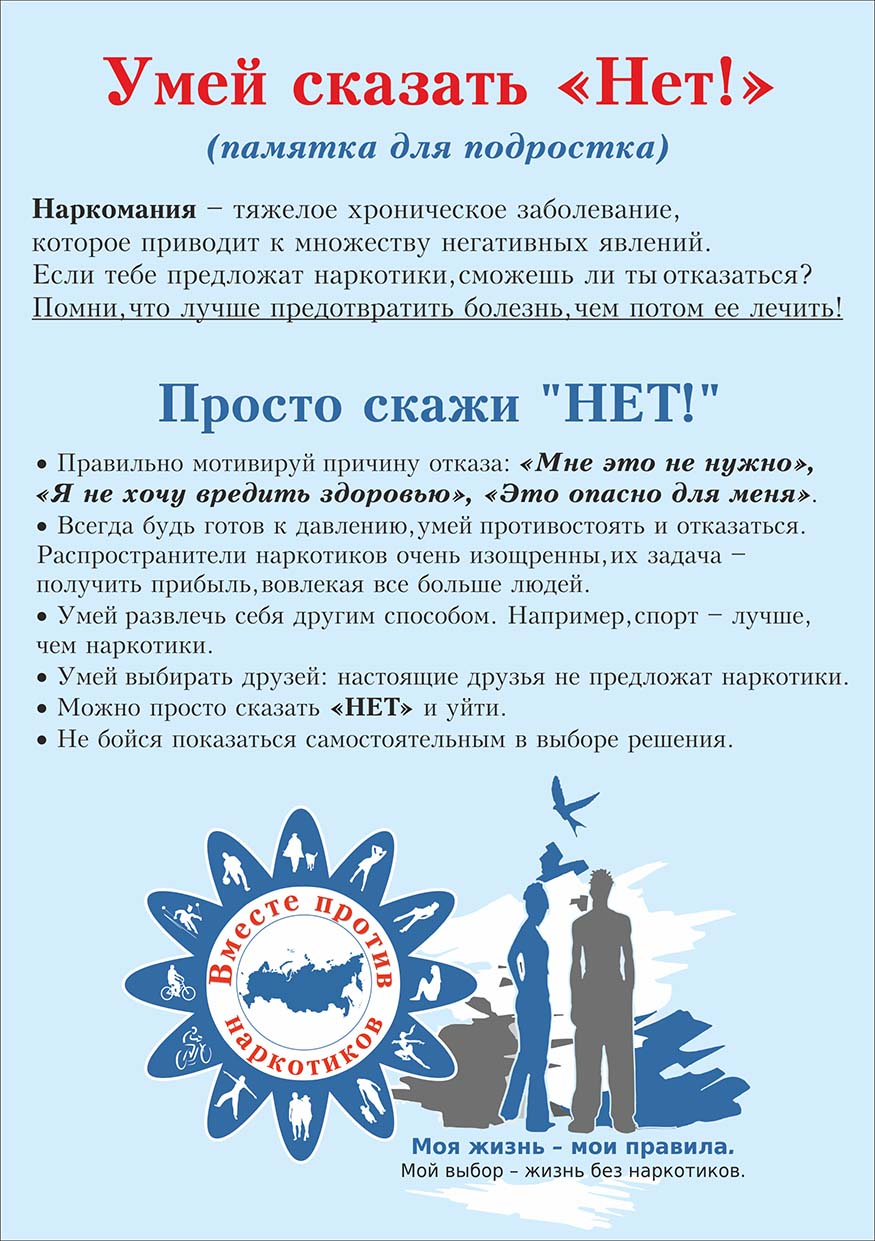 Умей сказать «Нет!»
(памятка для подростка)
Наркомания – тяжелое хроническое заболевание,
которое приводит к множеству негативных явлений.
Если тебе предложат наркотики,сможешь ли ты отказаться?
Помни,что лучше предотвратить болезнь,чем потом ее лечить!
Просто скажи "НЕТ!"
• Правильно мотивируй причину отказа: «Мне это не нужно»,
«Я не хочу вредить здоровью», «Это опасно для меня».
• Всегда будь готов к давлению,умей противостоять и отказаться.
Распространители наркотиков очень изощренны,их задача –
получить прибыль,вовлекая все больше людей.
• Умей развлечь себя другим способом. Например,спорт – лучше,
чем наркотики.
• Умей выбирать друзей: настоящие друзья не предложат наркотики.
• Можно просто сказать «НЕТ» и уйти.
• Не бойся показаться самостоятельным в выборе решения.
Вместе против
наркотиков
Моя жизнь – мои правила.
Мой выбор – жизнь без наркотиков.